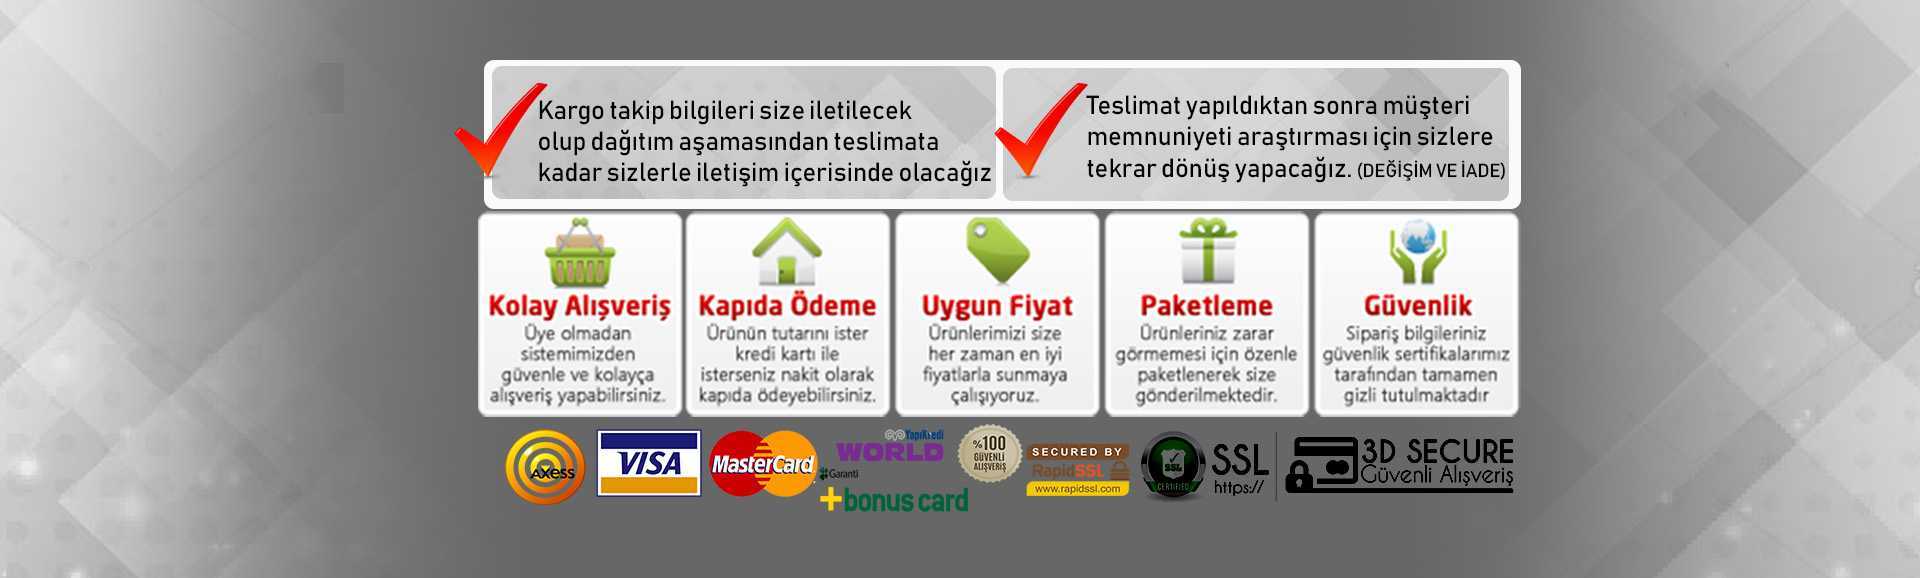 Kargo takip bilgileri size iletilecek
olup dağıtım aşamasından teslimata
kadar sizlerle iletişim içerisinde olacağız
Teslimat yapıldıktan sonra müşteri
memnuniyeti araştırması için sizlere
tekrar dönüş yapacağız. (DEĞİŞİM VE İADE)
Kolay Alışveriş
Üye olmadan
sistemimizden
güvenle ve kolayça
alışveriş yapabilirsiniz.
Kapıda Ödeme
Ürünün tutarını ister
kredi kartı ile
isterseniz nakit olarak
kapıda ödeyebilirsiniz.
Uygun Fiyat
Ürünlerimizi size
her zaman en iyi
fiyatlarla sunmaya
çalışıyoruz.
Paketleme
Ürünleriniz zarar
görmemesi için özenle
paketlenerek size
gönderilmektedir.
Güvenlik
Sipariş bilgileriniz
güvenlik sertifikalarımız
tarafından tamamen
gizli tutulmaktadır
axess
VISA
MasterCard
YapıKredi
WORLD
Garanti
+bonus card
%100
GÜVENLİ
ALIŞVERİŞ
SECURED BY
RapidSSL
www.rapidssl.com
SSL
CERTIFIED
SSL
https://
3D SECURE
Güvenli Alışveriş